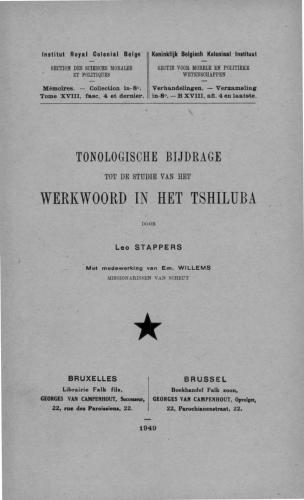 Institut Royal Colonial Belge
SECTION DES SCIENCES MORALES
ET POLITIQUES
Mémoires. — Collection in-8°.
Tome XVIII, fasc. 4 et dernier.
Koninklijk Belgisch Koloniaal Instituut
SECTIE VOOR MORELE EN POLITIEKE
WETENSCHAPPEN
Verhandelingen. — Verzameling
in-8°. — B XVIII, afl. 4 en laatste.
TONOLOGISCHE BIJDRAGE
TOT DE STUDIE VAN HET
WERKWOORD IN HET TSHILUBA
DOOR
Leo STAPPERS
Met medewerking van Em. WILLEMS
MISSIONARISSEN VAN SCHEUT
BRUXELLES
Librairie Falk fils,
GEORGES VAN CAMPENHOUT, Successeur,
22, rue des Paroissiens, 22.
BRUSSEL
Boekhandel Falk zoon,
GEORGES VAN CAMPENHOUT, Opvolger,
22, Parochianenstraat, 22.
1949